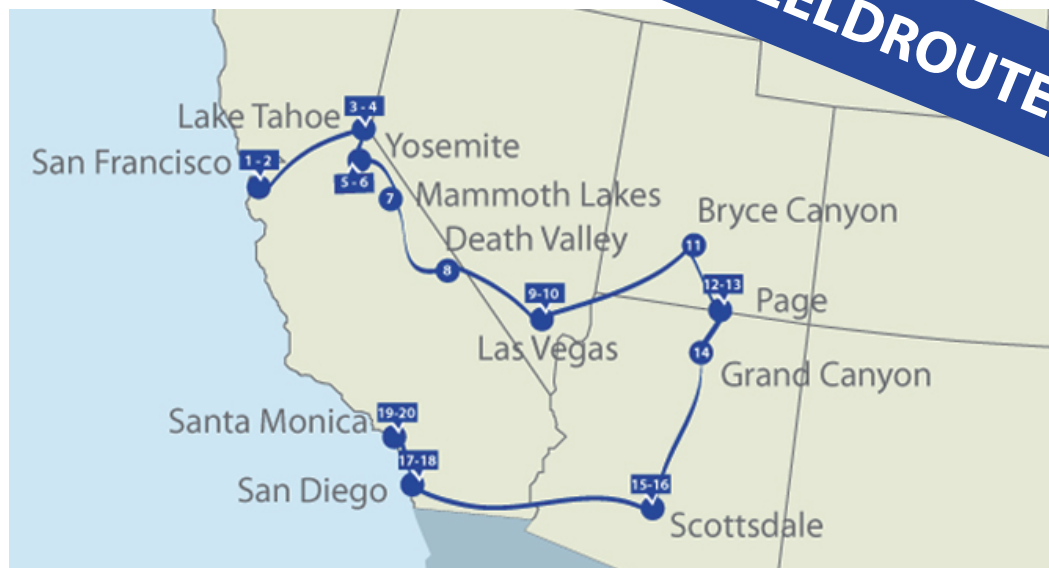 Lake Tahoe
3 - 4
San Francisco
1 - 2
Yosemite
5 - 6
7
Mammoth Lakes
Death Valley
8
Bryce Canyon
11
9-10
Las Vegas
12-13
Page
14
Grand Canyon
Santa Monica
19-20
17-18
San Diego
15-16
Scottsdale